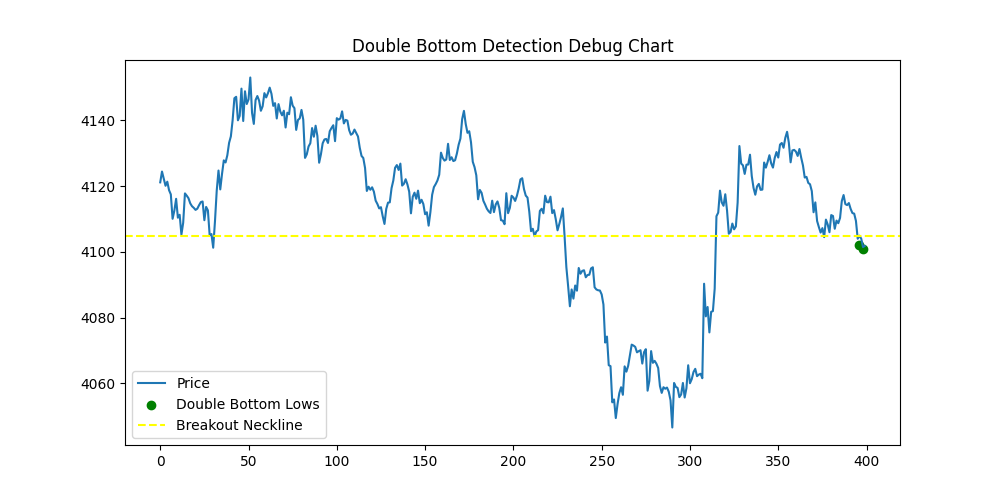 Double Bottom Detection Debug Chart
4140
4120
4100
4080
4060
Price
Double Bottom Lows
Breakout Neckline
0 50 100 150 200 250 300 350 400